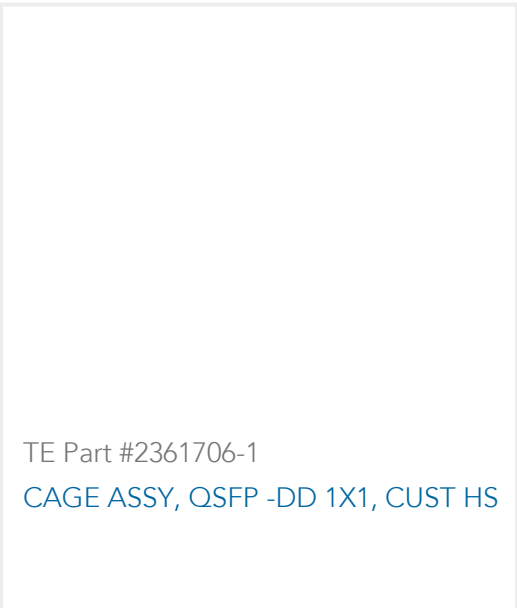 TE Part #2361706-1
CAGE ASSY, QSFP -DD 1X1, CUST HS